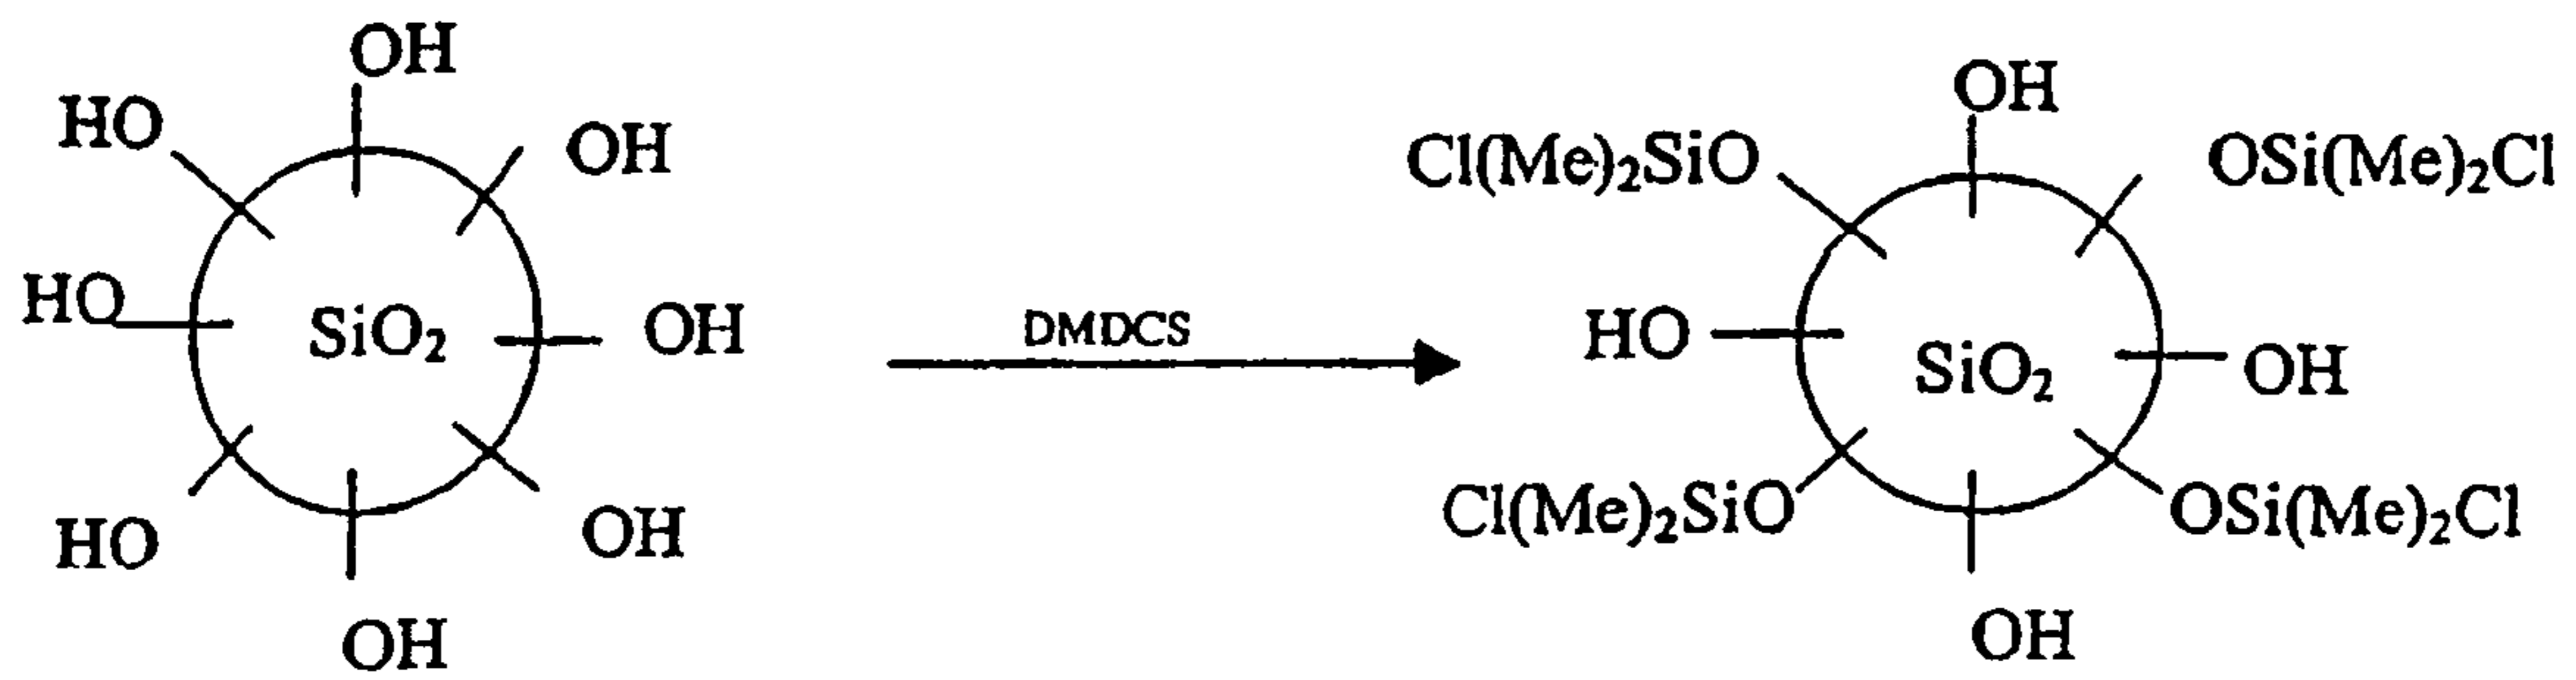 OH
HO
OH
HO
SiO₂
OH
HO
OH
OH
DMDCS
OH
Cl(Me)₂SiO
OSi(Me)₂Cl
HO
SiO₂
OH
Cl(Me)₂SiO
OSi(Me)₂Cl
OH